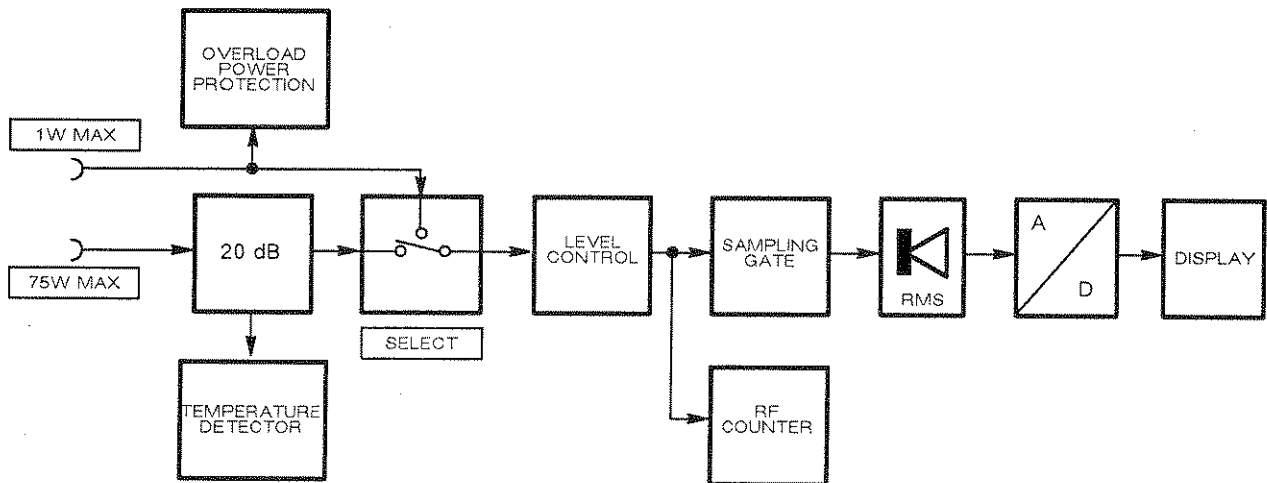 OVERLOAD
POWER
PROTECTION
1W MAX
75W MAX
20 dB
SELECT
LEVEL
CONTROL
SAMPLING
GATE
RMS
A
D
DISPLAY
TEMPERATURE
DETECTOR
RF
COUNTER